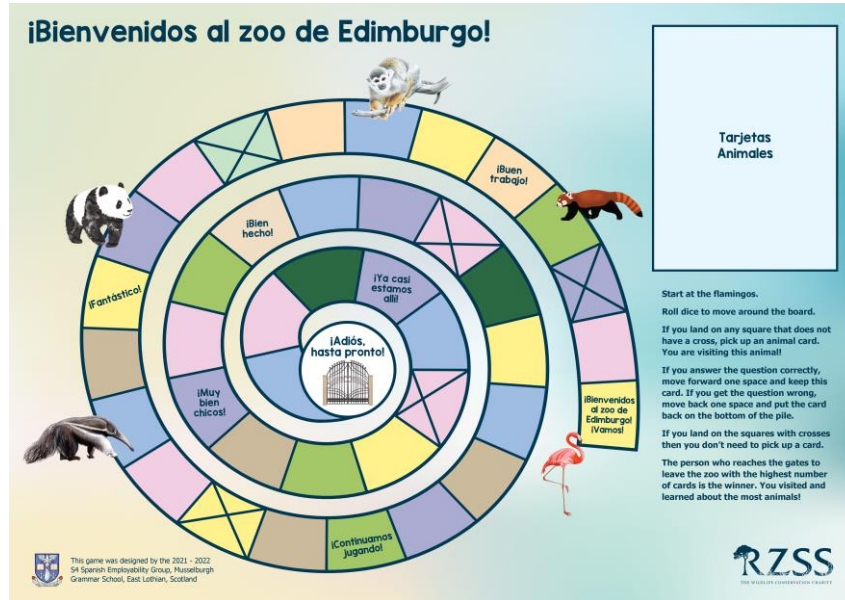 ¡Bienvenidos al zoo de Edimburgo!
Tarjetas
Animales
¡Buen
trabajo!
¡Bien
hecho!
¡Ya casi
estamos
allí!
¡Fantástico!
¡Adiós,
hasta pronto!
¡Muy
bien
chicos!
¡Bienvenidos
al zoo de
Edimburgo!
¡Vamos!
¡Continuamos
jugando!
Start at the flamingos.
Roll dice to move around the board.
If you land on any square that does not
have a cross, pick up an animal card.
You are visiting this animal!
If you answer the question correctly,
move forward one space and keep this
card. If you get the question wrong,
move back one space and put the card
back on the bottom of the pile.
If you land on the squares with crosses
then you don't need to pick up a card.
The person who reaches the gates to
leave the zoo with the highest number
of cards is the winner. You visited and
learned about the most animals!
This game was designed by the 2021 - 2022
S4 Spanish Employability Group, Musselburgh
Grammar School, East Lothian, Scotland
RZSS
THE WILDLIFE CONSERVATION CHARITY